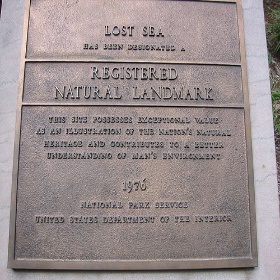 LOST SEA
HAS BEEN DESIGNATED A
REGISTERED
NATURAL LANDMARK
THIS SITE POSSESSES EXCEPTIONAL VALUE
AS AN ILLUSTRATION OF THE NATION'S NATURAL
HERITAGE AND CONTRIBUTES TO A BETTER
UNDERSTANDING OF MAN'S ENVIRONMENT
1976
NATIONAL PARK SERVICE
UNITED STATES DEPARTMENT OF THE INTERIOR